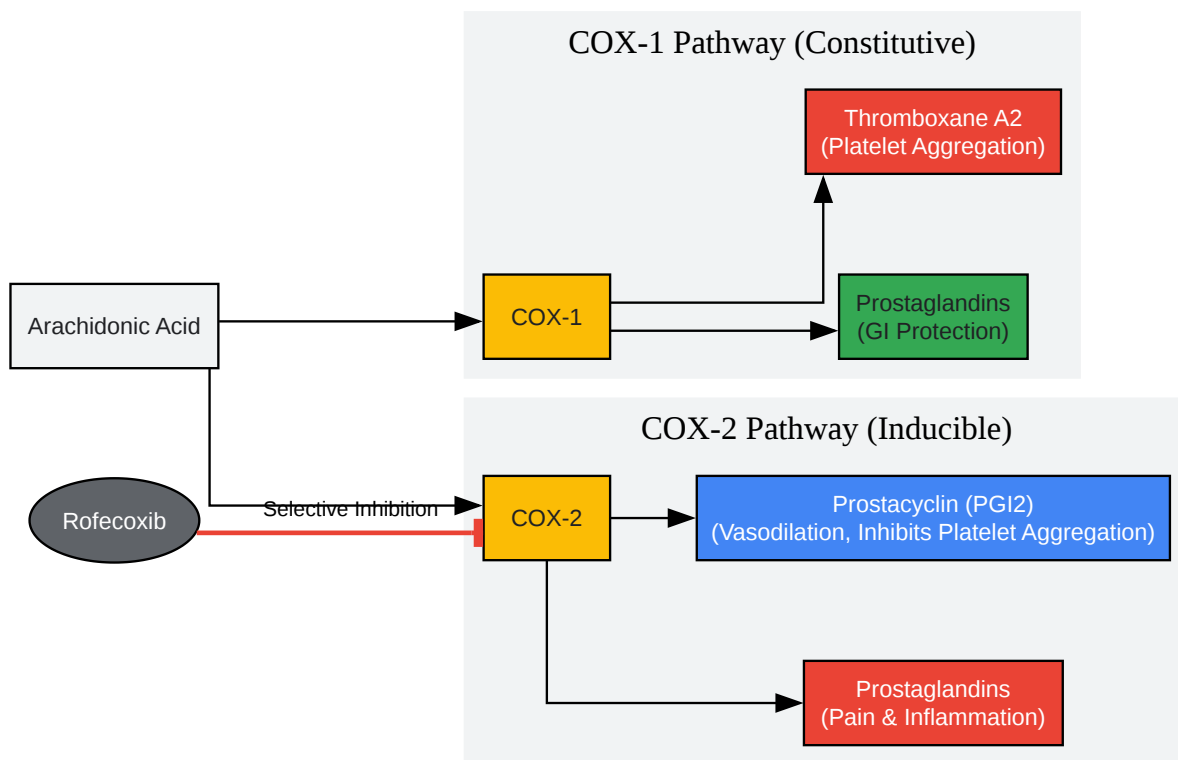 COX-1 Pathway (Constitutive)
Thromboxane A2
(Platelet Aggregation)
Arachidonic Acid
COX-1
Prostaglandins
(GI Protection)
COX-2 Pathway (Inducible)
Rofecoxib
Selective Inhibition
COX-2
Prostacyclin (PGI2)
(Vasodilation, Inhibits Platelet Aggregation)
Prostaglandins
(Pain & Inflammation)